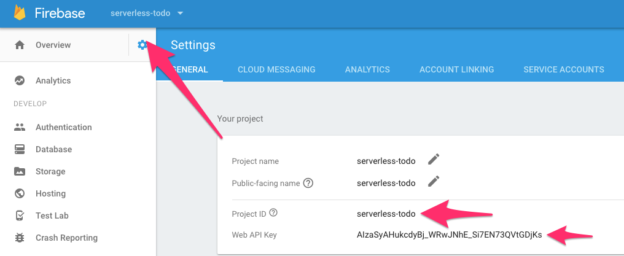 Firebase
serverless-todo
Overview
Settings
GENERAL
CLOUD MESSAGING
ANALYTICS
ACCOUNT LINKING
SERVICE ACCOUNTS
Analytics
DEVELOP
Authentication
Database
Storage
Hosting
Test Lab
Crash Reporting
Your project
Project name serverless-todo
Public-facing name ? serverless-todo
Project ID ? serverless-todo
Web API Key AIzaSyAHukcdyBj_WRwJNhE_Si7EN73QVtGDjKs